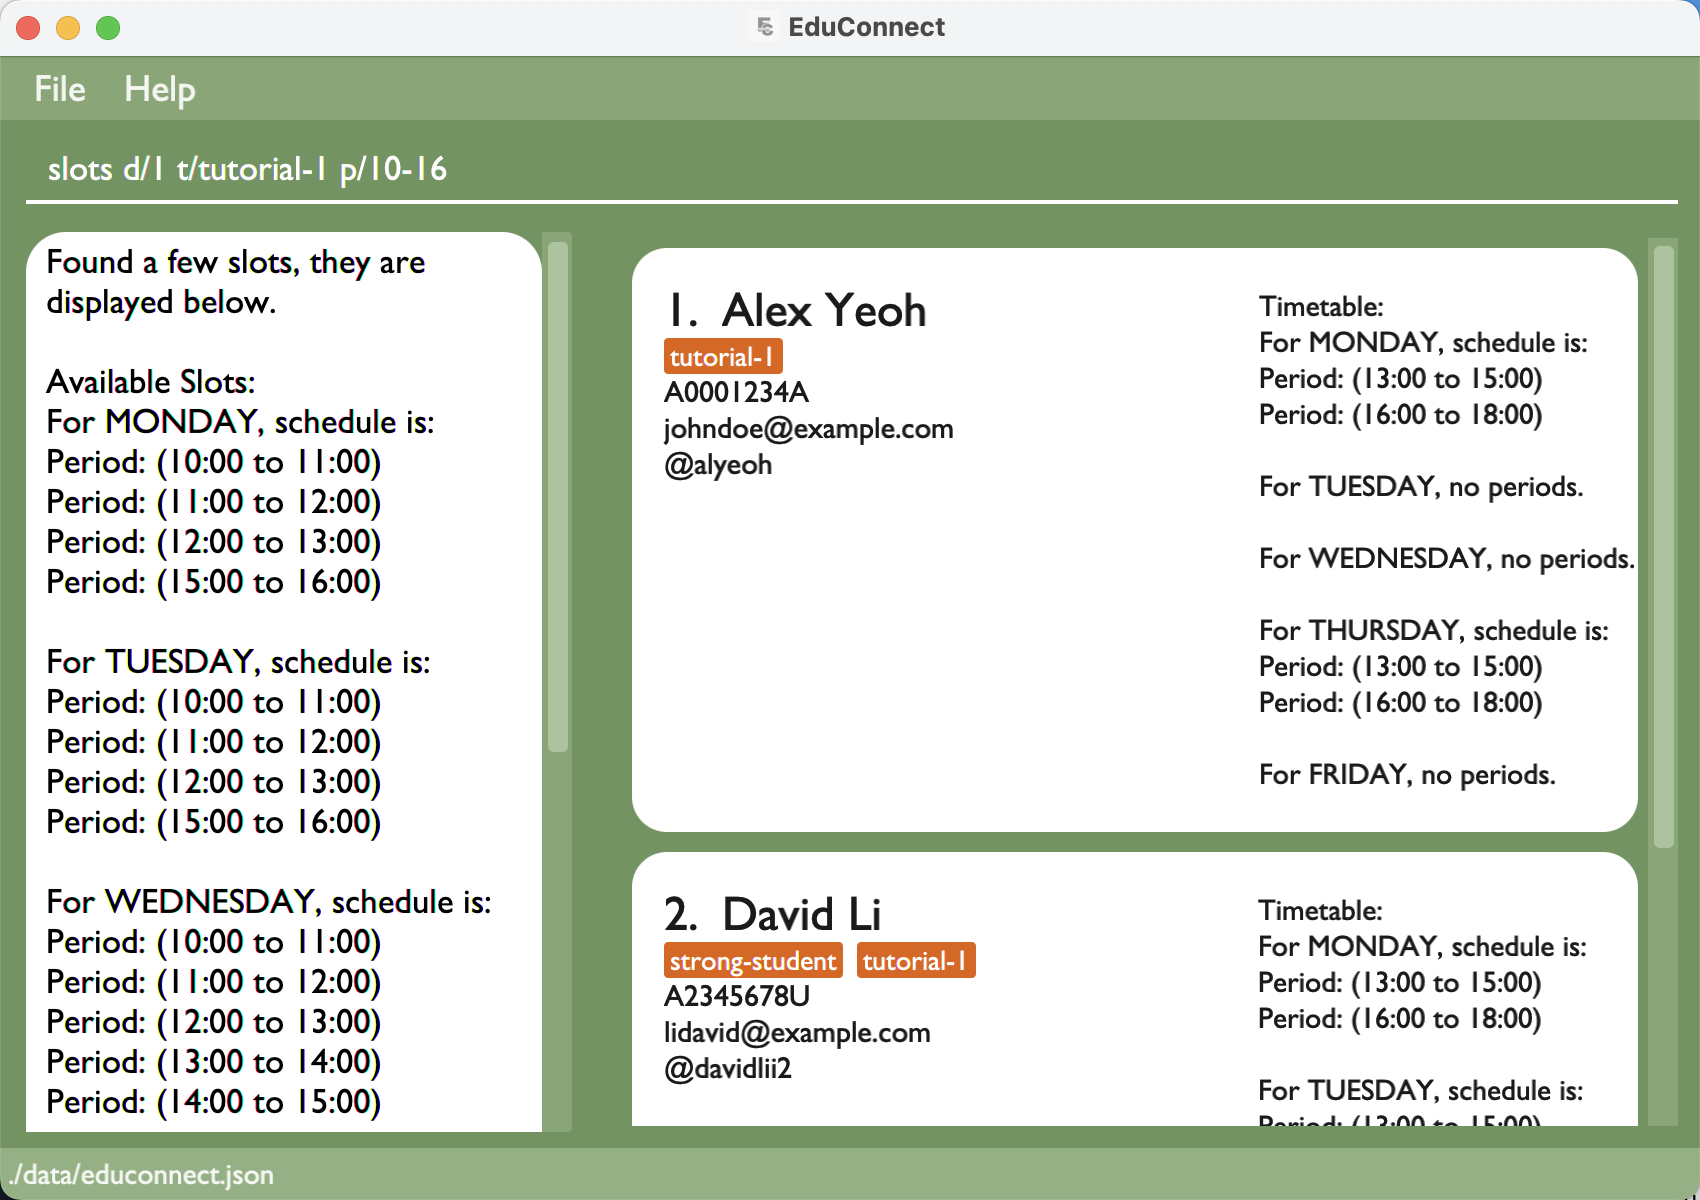 EduConnect
File Help
slots d/1 t/tutorial-1 p/10-16
Found a few slots, they are
displayed below.
Available Slots:
For MONDAY, schedule is:
Period: (10:00 to 11:00)
Period: (11:00 to 12:00)
Period: (12:00 to 13:00)
Period: (15:00 to 16:00)
For TUESDAY, schedule is:
Period: (10:00 to 11:00)
Period: (11:00 to 12:00)
Period: (12:00 to 13:00)
Period: (15:00 to 16:00)
For WEDNESDAY, schedule is:
Period: (10:00 to 11:00)
Period: (11:00 to 12:00)
Period: (12:00 to 13:00)
Period: (13:00 to 14:00)
Period: (14:00 to 15:00)
1. Alex Yeoh
tutorial-1
A0001234A
johndoe@example.com
@alyeoh
Timetable:
For MONDAY, schedule is:
Period: (13:00 to 15:00)
Period: (16:00 to 18:00)
For TUESDAY, no periods.
For WEDNESDAY, no periods.
For THURSDAY, schedule is:
Period: (13:00 to 15:00)
Period: (16:00 to 18:00)
For FRIDAY, no periods.
2. David Li
strong-student tutorial-1
A2345678U
lidavid@example.com
@davidlii2
Timetable:
For MONDAY, schedule is:
Period: (13:00 to 15:00)
Period: (16:00 to 18:00)
For TUESDAY, schedule is:
Period: (13:00 to 15:00)
./data/educonnect.json